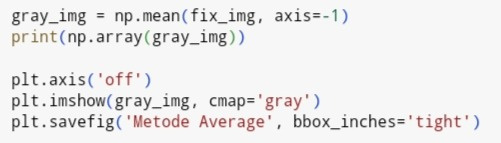 gray_img = np.mean(fix_img, axis=-1)
print(np.array(gray_img))
plt.axis('off')
plt.imshow(gray_img, cmap='gray')
plt.savefig('Metode Average', bbox_inches='tight')